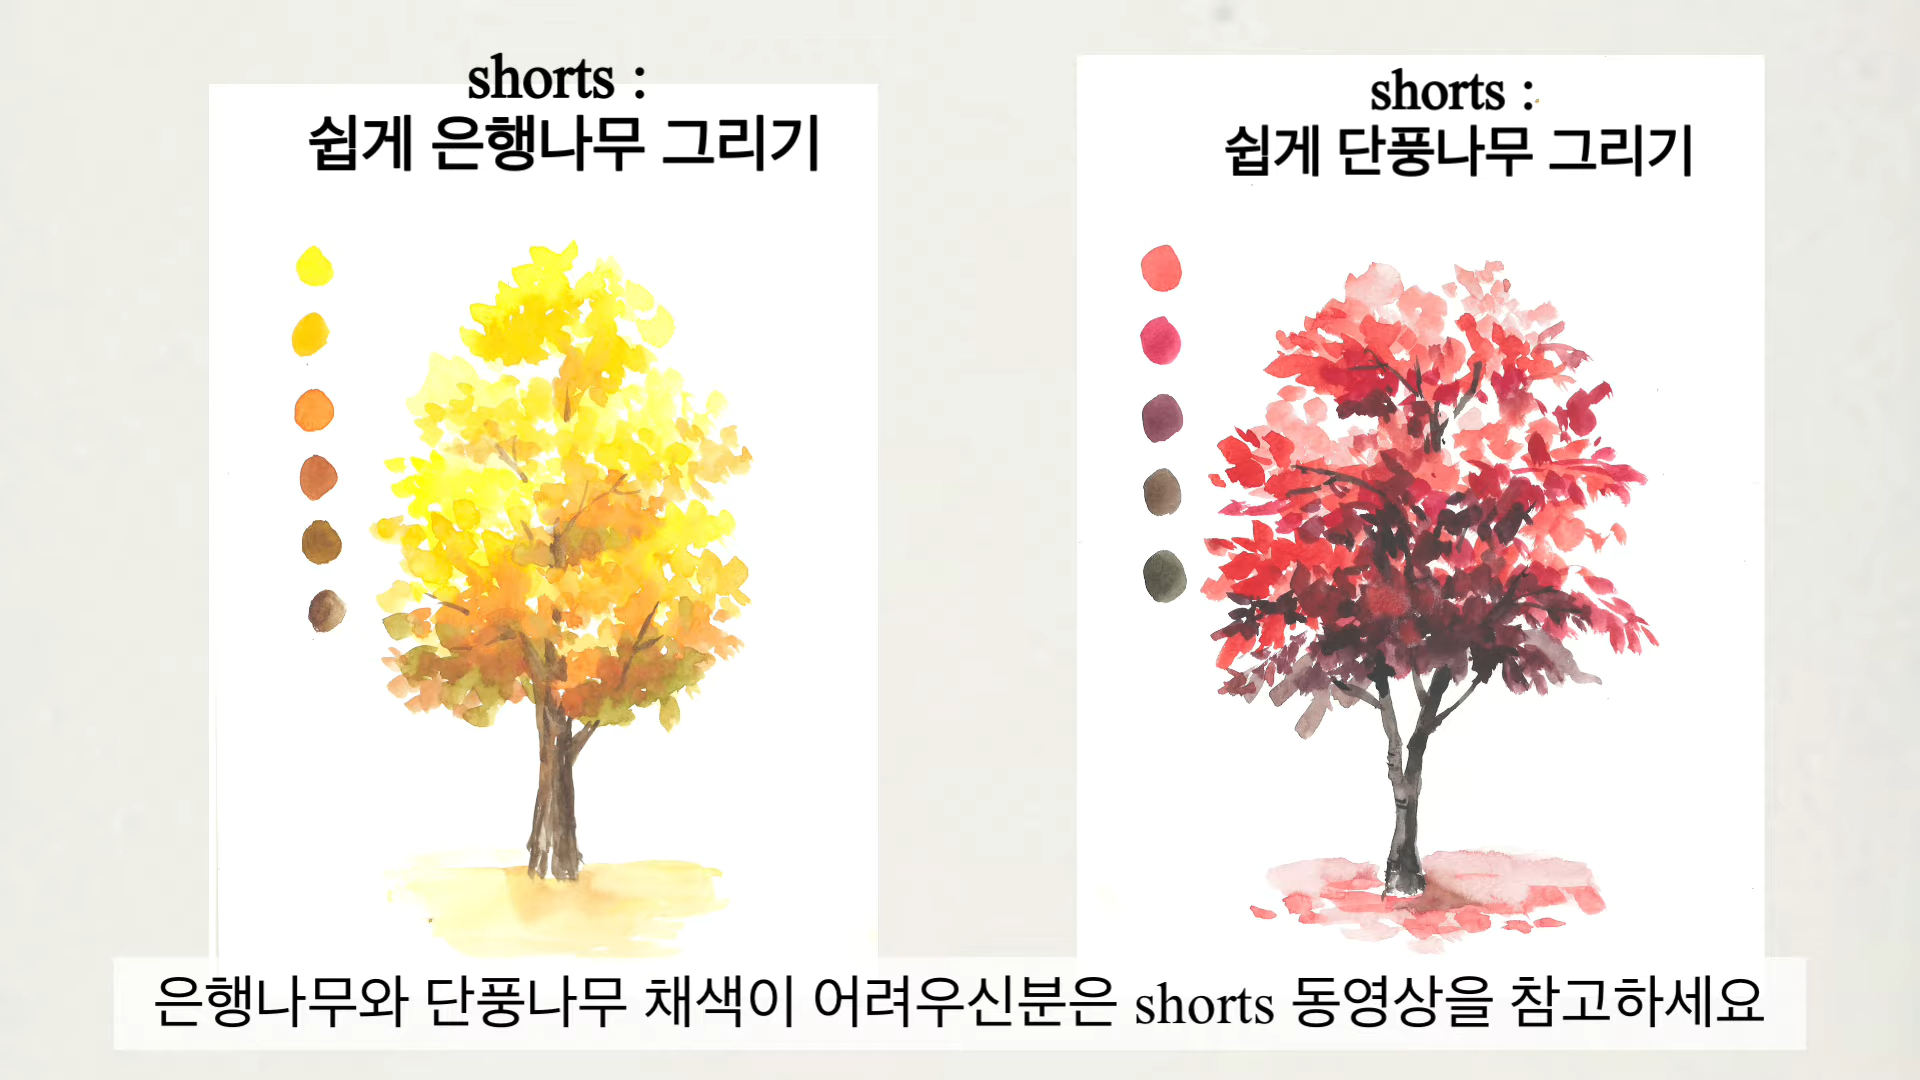 shorts :
쉽게 은행나무 그리기
shorts :
쉽게 단풍나무 그리기
은행나무와 단풍나무 채색이 어려우신분은 shorts 동영상을 참고하세요